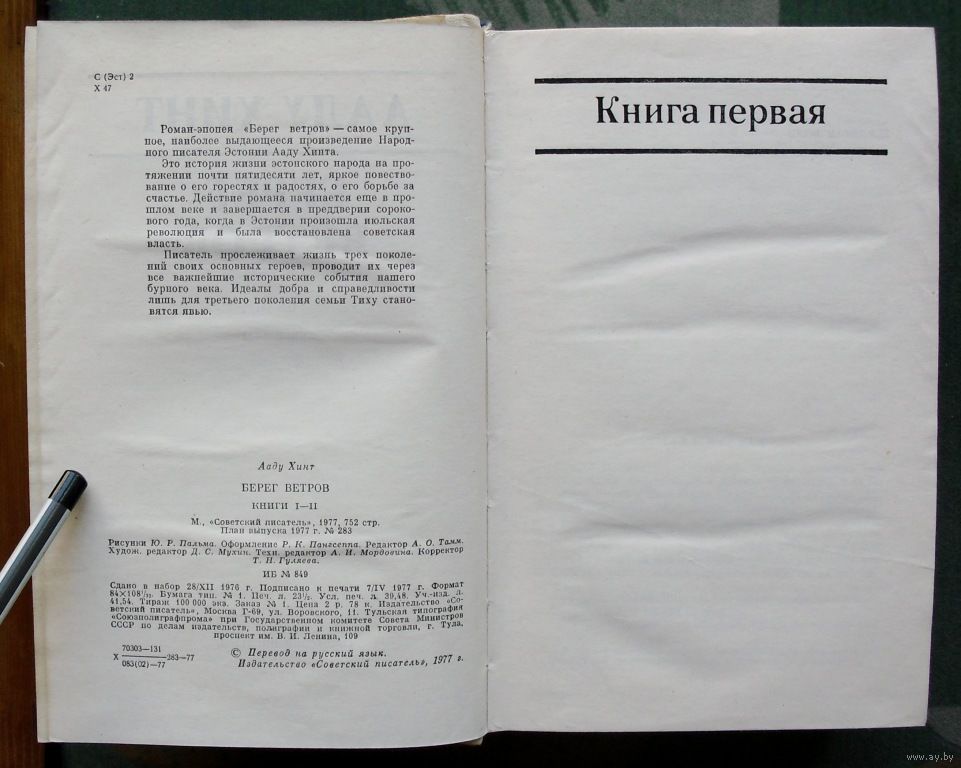 С (Эст) 2
Х 47
Роман-эпопея «Берег ветров» — самое круп-
ное, наиболее выдающееся произведение Народ-
ного писателя Эстонии Ааду Хинта.
Это история жизни эстонского народа на про-
тяжении почти пятидесяти лет, яркое повество-
вание о его горестях и радостях, о его борьбе за
счастье. Действие романа начинается еще в про-
шлом веке и завершается в преддверии сороко-
вого года, когда в Эстонии произошла июльская
революция и была восстановлена советская
власть.
Писатель прослеживает жизнь трех поколе-
ний своих основных героев, проводит их через
все важнейшие исторические события нашего
бурного века. Идеалы добра и справедливости
лишь для третьего поколения семьи Тиху стано-
вятся явью.
Ааду Хинт
БЕРЕГ ВЕТРОВ
КНИГИ I—II
М., «Советский писатель», 1977, 752 стр.
План выпуска 1977 г. № 283
Рисунки Ю. Р. Пальма. Оформление Р. К. Пангсеппа. Редактор А. О. Тамм.
Худож. редактор Д. С. Мухин. Техн. редактор А. И. Мордовина. Корректор
Т. Н. Гуляева.
ИБ № 849
Сдано в набор 28/XII 1976 г. Подписано к печати 7/IV 1977 г. Формат
84×108¹/₃₂. Бумага тип. № 1. Печ. л. 23½. Усл. печ. л. 39,48. Уч.-изд. л.
41,54. Тираж 100 000 экз. Заказ № 1. Цена 2 р. 78 к. Издательство «Со-
ветский писатель», Москва Г-69, ул. Воровского, 11. Тульская типография
«Союзполиграфпрома» при Государственном комитете Совета Министров
СССР по делам издательств, полиграфии и книжной торговли, г. Тула,
проспект им. В. И. Ленина, 109
70303—131
Х 283—77
083(02)—77
© Перевод на русский язык.
Издательство «Советский писатель», 1977 г.
Книга первая
www.ay.by